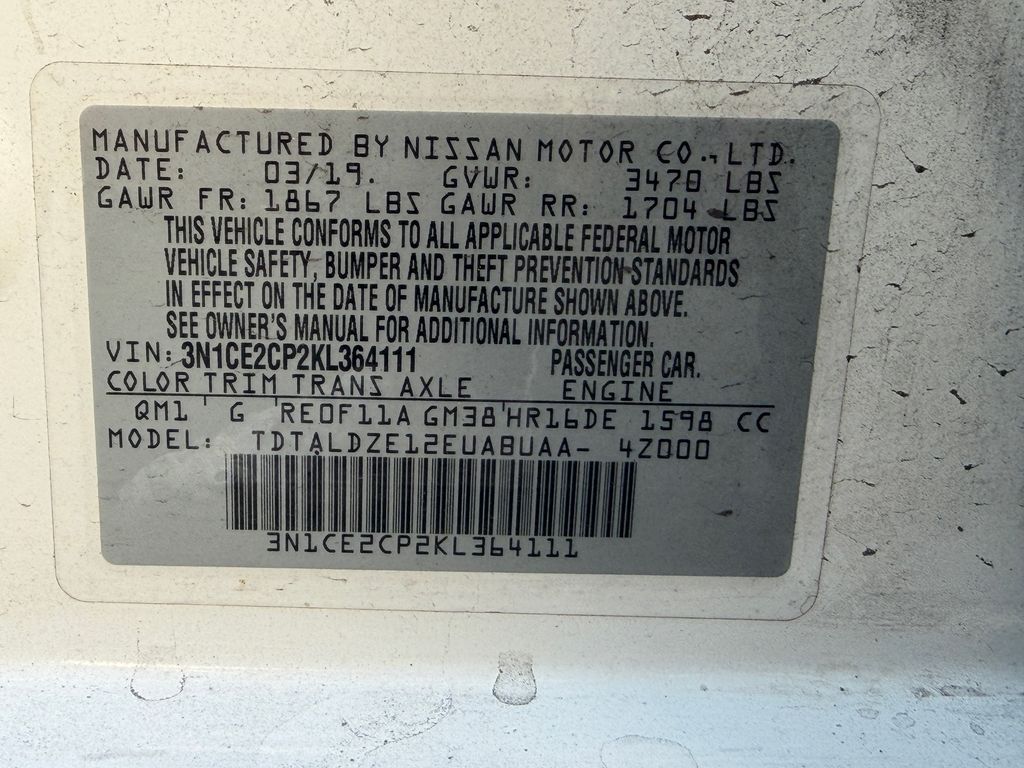 MANUFACTURED BY NISSAN MOTOR CO., LTD.
DATE: 03/19. GVWR: 3470 LBS
GAWR FR: 1867 LBS GAWR RR: 1704 LBS
THIS VEHICLE CONFORMS TO ALL APPLICABLE FEDERAL MOTOR
VEHICLE SAFETY, BUMPER AND THEFT PREVENTION STANDARDS
IN EFFECT ON THE DATE OF MANUFACTURE SHOWN ABOVE.
SEE OWNER'S MANUAL FOR ADDITIONAL INFORMATION.
VIN: 3N1CE2CP2KL364111 PASSENGER CAR.
COLOR TRIM TRANS AXLE ENGINE
QM1 ' G ' RE0F11A GM38 ' HR16DE 1598 CC
MODEL: TDTALDZE12EUABUAA- 4Z000
3N1CE2CP2KL364111